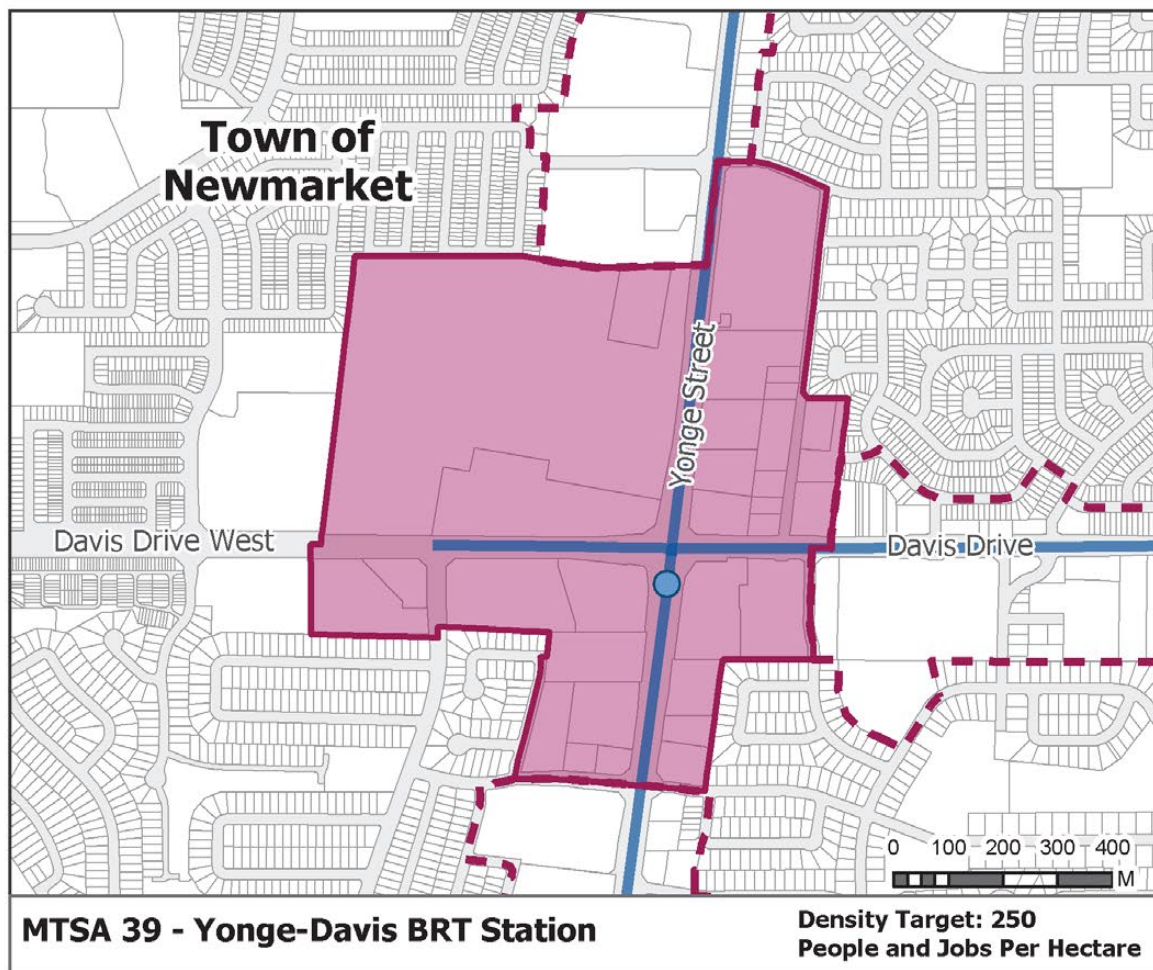 Town of
Newmarket
Yonge Street
Davis Drive West
Davis Drive
0 100 200 300 400
M
MTSA 39 - Yonge-Davis BRT Station
Density Target: 250
People and Jobs Per Hectare